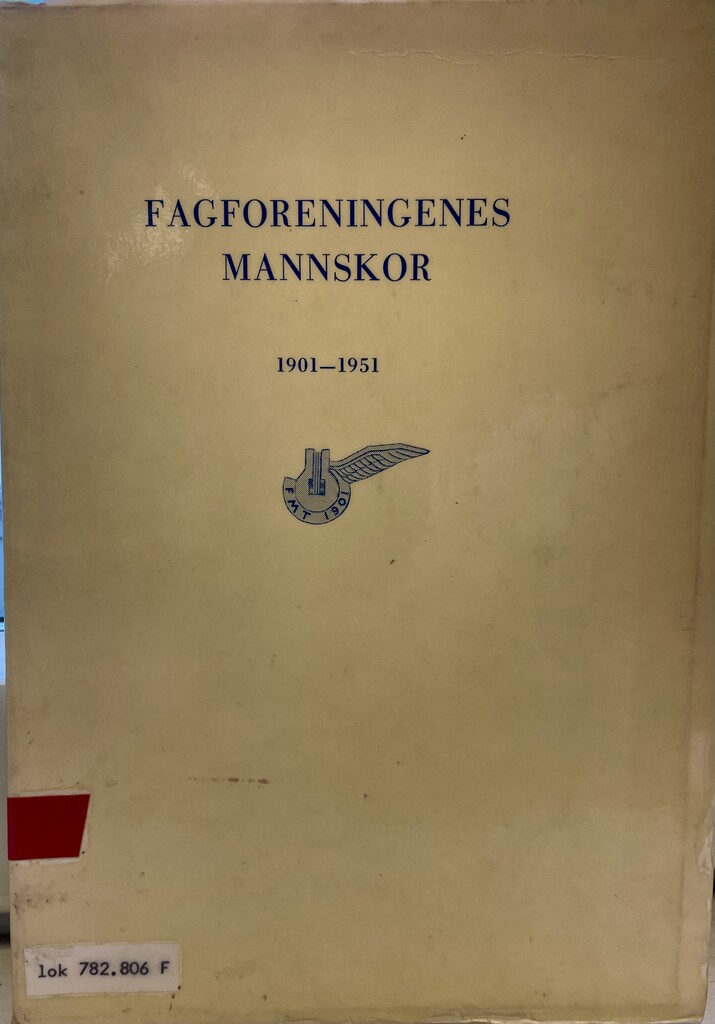 FAGFORENINGENES
MANNSKOR
1901—1951
FMT 1901
lok 782.806 F